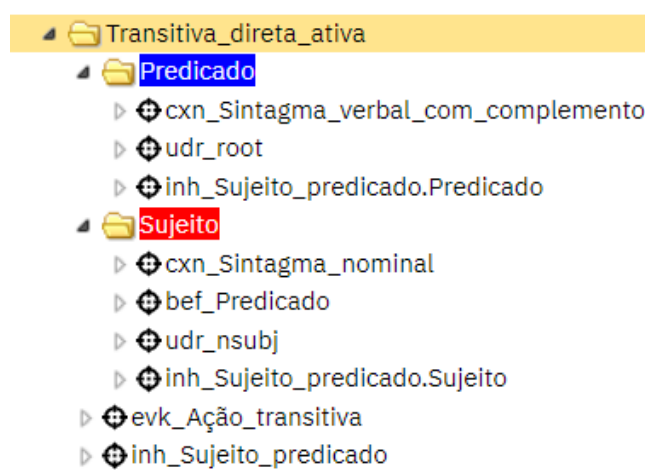 Transitiva_direta_ativa
Predicado
cxn_Sintagma_verbal_com_complemento
udr_root
inh_Sujeito_predicado.Predicado
Sujeito
cxn_Sintagma_nominal
bef_Predicado
udr_nsubj
inh_Sujeito_predicado.Sujeito
evk_Ação_transitiva
inh_Sujeito_predicado